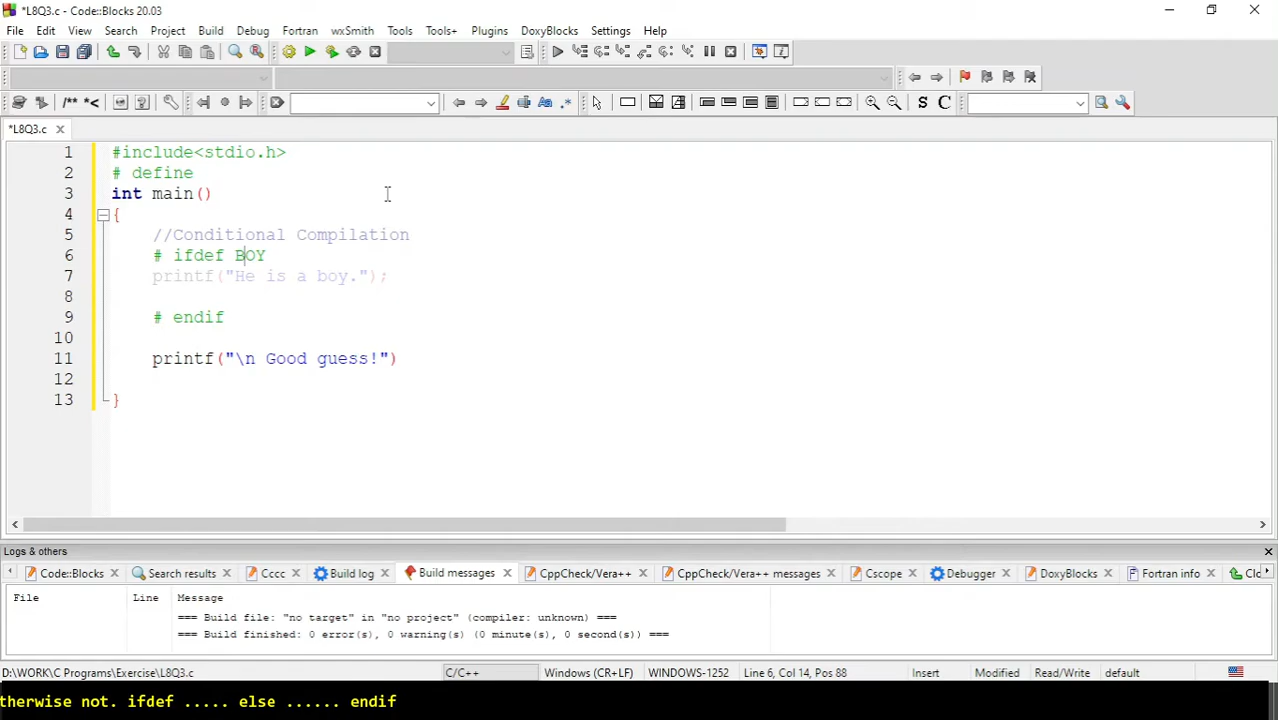 *L8Q3.c - Code::Blocks 20.03
File Edit View Search Project Build Debug Fortran wxSmith Tools Tools+ Plugins DoxyBlocks Settings Help
/** *<
S C
*L8Q3.c
1 #include<stdio.h>
2 # define
3 int main()
4 {
5 //Conditional Compilation
6 # ifdef BOY
7 printf("He is a boy.");
8
9 # endif
10
11 printf("\n Good guess!")
12
13 }
Logs & others
Code::Blocks Search results Cccc Build log Build messages CppCheck/Vera++ CppCheck/Vera++ messages Cscope Debugger DoxyBlocks Fortran info Clo
File Line Message
=== Build file: "no target" in "no project" (compiler: unknown) ===
=== Build finished: 0 error(s), 0 warning(s) (0 minute(s), 0 second(s)) ===
D:\WORK\C Programs\Exercise\L8Q3.c C/C++ Windows (CR+LF) WINDOWS-1252 Line 6, Col 14, Pos 88 Insert Modified Read/Write default
therwise not. ifdef ..... else ...... endif